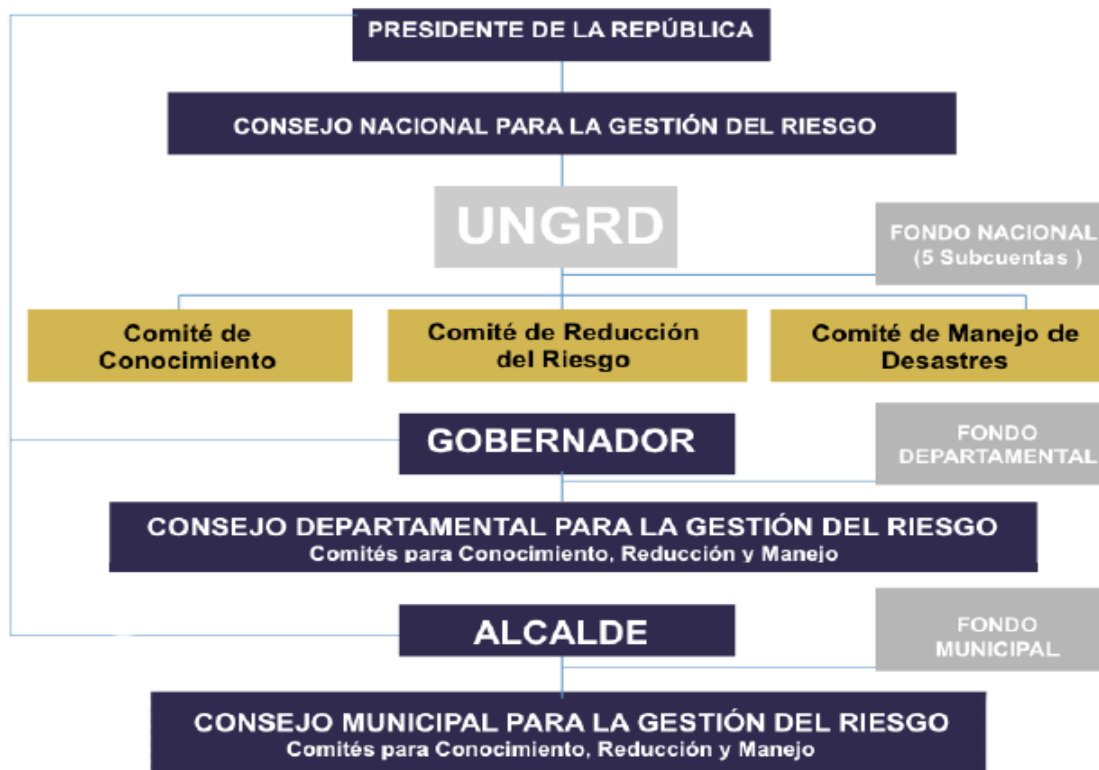 PRESIDENTE DE LA REPÚBLICA
CONSEJO NACIONAL PARA LA GESTIÓN DEL RIESGO
UNGRD
FONDO NACIONAL
(5 Subcuentas )
Comité de
Conocimiento
Comité de Reducción
del Riesgo
Comité de Manejo de
Desastres
GOBERNADOR
FONDO
DEPARTAMENTAL
CONSEJO DEPARTAMENTAL PARA LA GESTIÓN DEL RIESGO
Comités para Conocimiento, Reducción y Manejo
ALCALDE
FONDO
MUNICIPAL
CONSEJO MUNICIPAL PARA LA GESTIÓN DEL RIESGO
Comités para Conocimiento, Reducción y Manejo